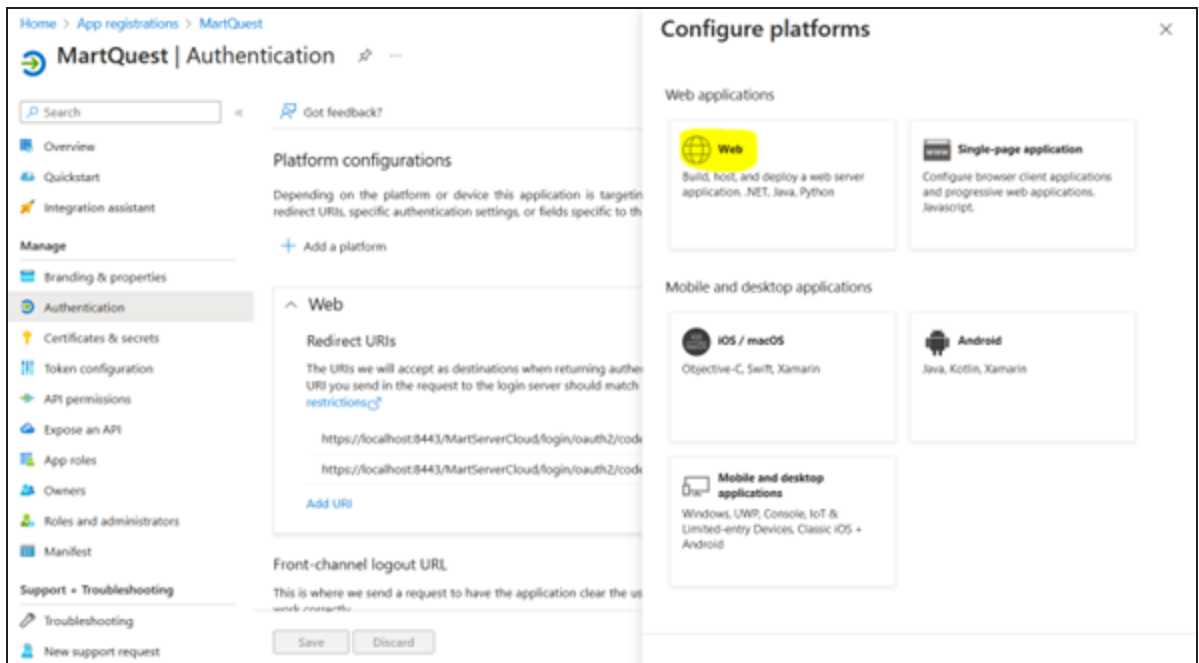 Home > App registrations > MartQuest
MartQuest | Authentication
Search
Got feedback?
Overview
Quickstart
Integration assistant
Manage
Branding & properties
Authentication
Certificates & secrets
Token configuration
API permissions
Expose an API
App roles
Owners
Roles and administrators
Manifest
Support + Troubleshooting
Troubleshooting
New support request
Platform configurations
Depending on the platform or device this application is targetin
redirect URIs, specific authentication settings, or fields specific to th
Add a platform
Web
Redirect URIs
The URIs we will accept as destinations when returning authe
URI you send in the request to the login server should match
restrictions
https://localhost:8443/MartServerCloud/login/oauth2/code
https://localhost:8443/MartServerCloud/login/oauth2/code
Add URI
Front-channel logout URL
This is where we send a request to have the application clear the us
work correctly.
Save
Discard
Configure platforms
Web applications
Web
Build, host, and deploy a web server
application. .NET, Java, Python
Single-page application
Configure browser client applications
and progressive web applications.
Javascript.
Mobile and desktop applications
iOS / macOS
Objective-C, Swift, Xamarin
Android
Java, Kotlin, Xamarin
Mobile and desktop
applications
Windows, UWP, Console, IoT &
Limited-entry Devices, Classic iOS +
Android